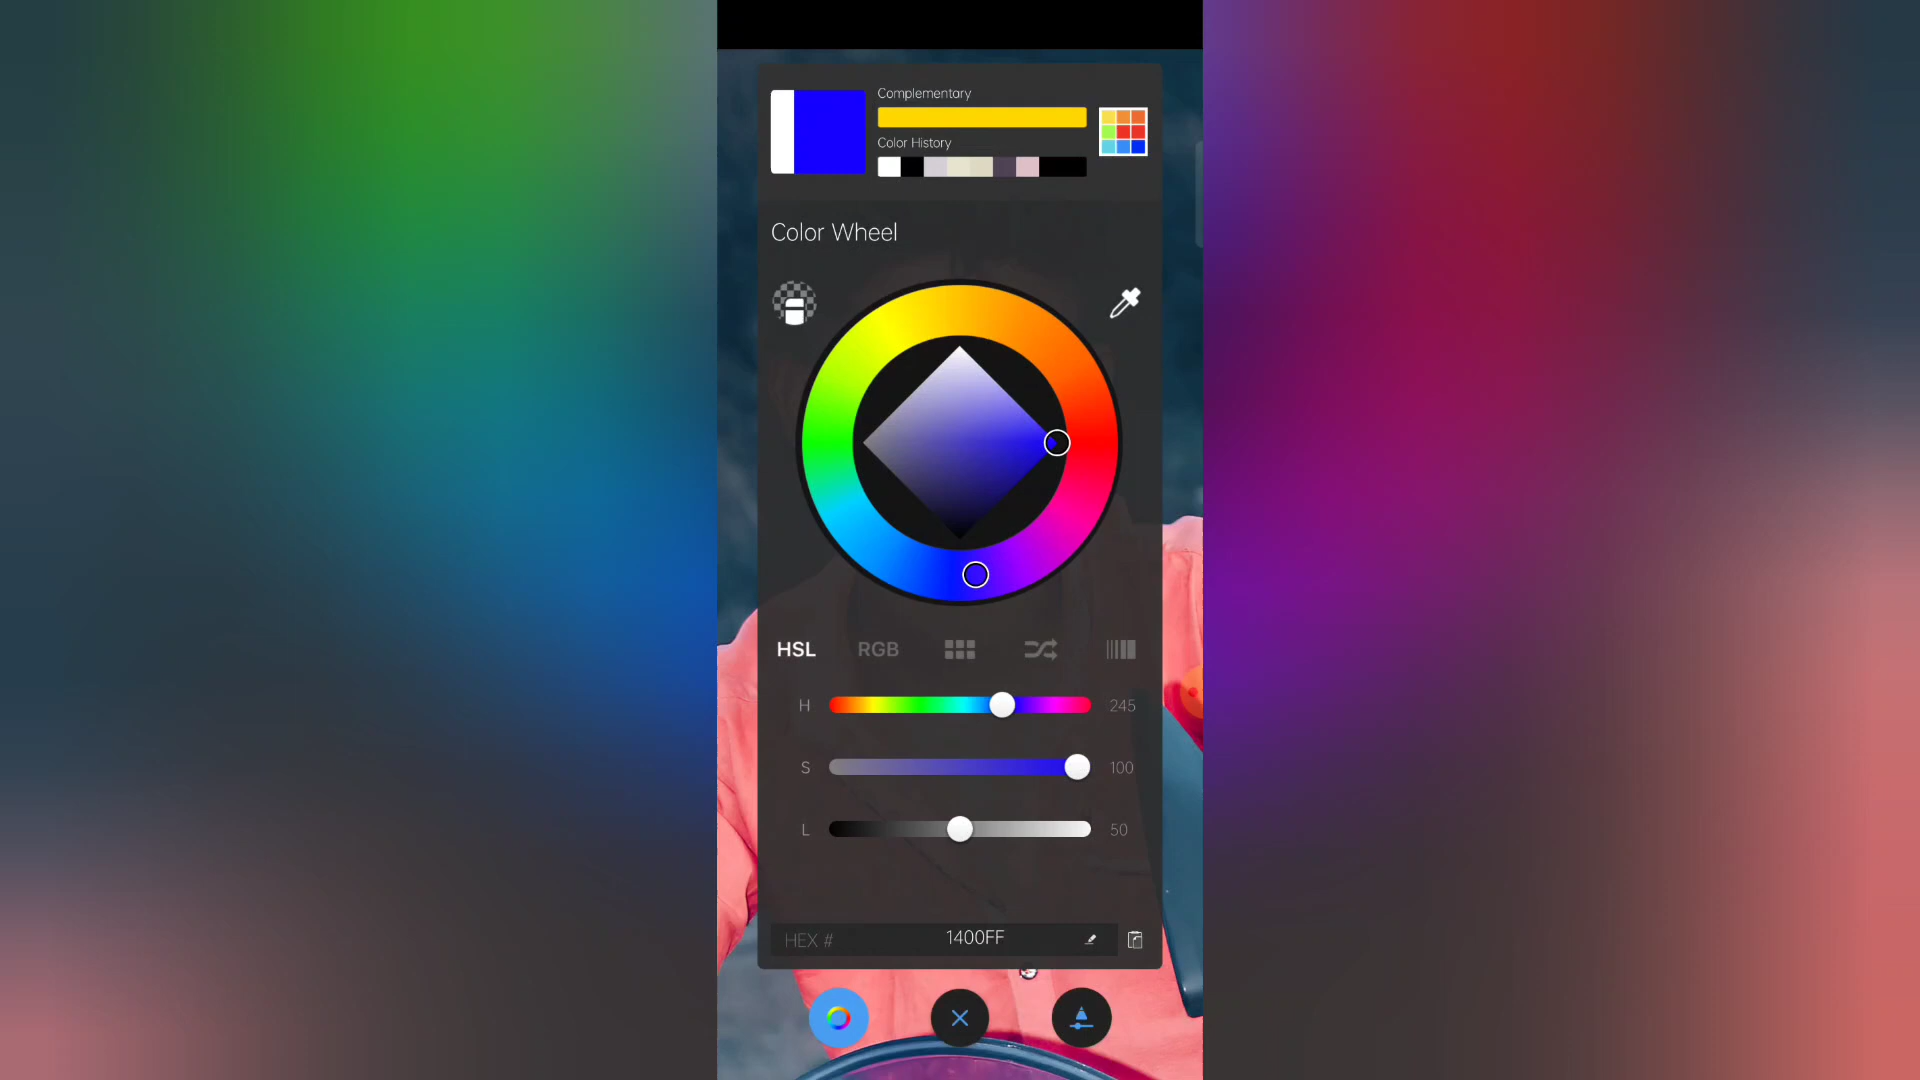 Complementary
Color History
Color Wheel
HSL RGB
H 245
S 100
L 50
HEX # 1400FF